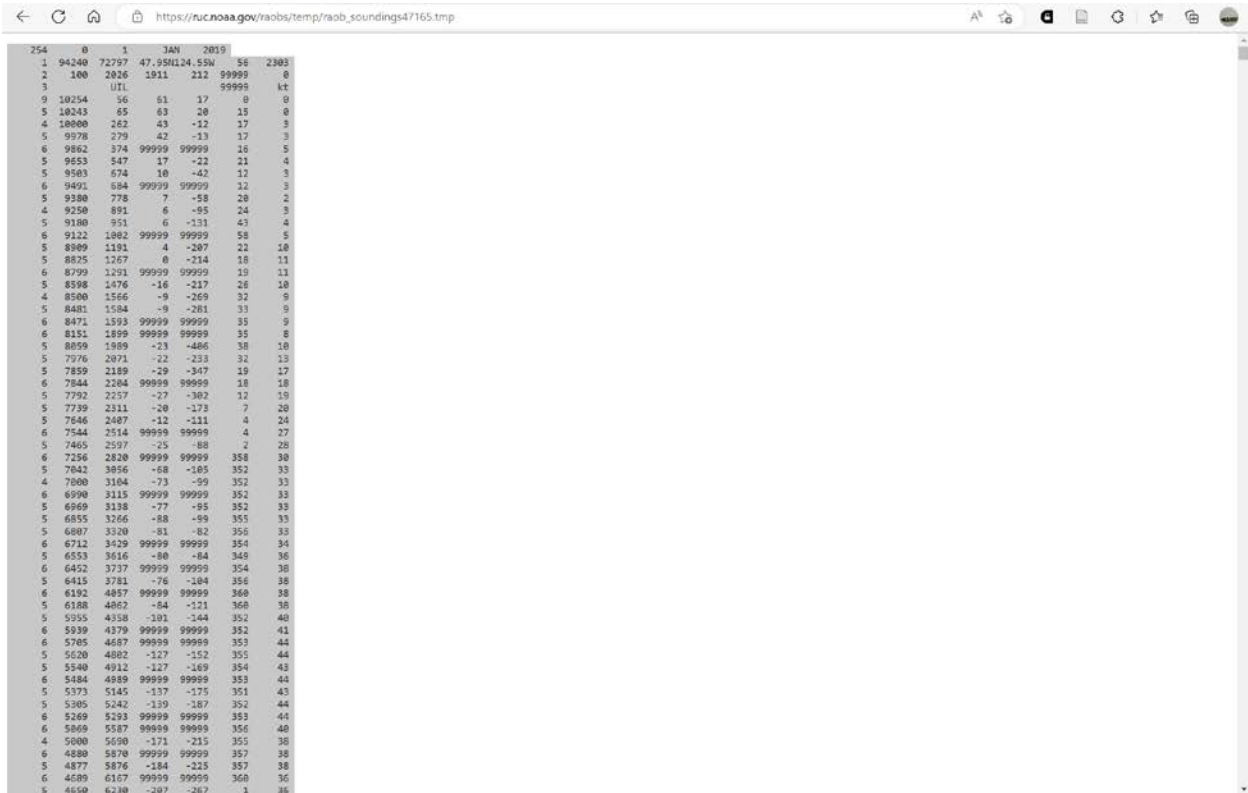 https://ruc.noaa.gov/raobs/temp/raob_soundings47165.tmp
254 0 1 JAN 2019
1 94240 72797 47.95N124.55W 56 2303
2 100 2026 1911 212 99999 0
3 UIL 99999 kt
9 10254 56 61 17 0 0
5 10243 65 63 20 15 0
4 10000 262 43 -12 17 3
5 9978 279 42 -13 17 3
6 9862 374 99999 99999 16 5
5 9653 547 17 -22 21 4
5 9503 674 10 -42 12 3
6 9491 684 99999 99999 12 3
5 9380 778 7 -58 20 2
4 9250 891 6 -95 24 3
5 9180 951 6 -131 43 4
6 9122 1002 99999 99999 58 5
5 8909 1191 4 -207 22 10
5 8825 1267 0 -214 18 11
6 8799 1291 99999 99999 19 11
5 8598 1476 -16 -217 26 10
4 8500 1566 -9 -269 32 9
5 8481 1584 -9 -281 33 9
6 8471 1593 99999 99999 35 9
6 8151 1899 99999 99999 35 8
5 8059 1989 -23 -406 38 10
5 7976 2071 -22 -233 32 13
5 7859 2189 -29 -347 19 17
6 7844 2204 99999 99999 18 18
5 7792 2257 -27 -302 12 19
5 7739 2311 -20 -173 7 20
5 7646 2407 -12 -111 4 24
6 7544 2514 99999 99999 4 27
5 7465 2597 -25 -88 2 28
6 7256 2820 99999 99999 358 30
5 7042 3056 -68 -105 352 33
4 7000 3104 -73 -99 352 33
6 6990 3115 99999 99999 352 33
5 6969 3138 -77 -95 352 33
5 6855 3266 -88 -99 355 33
5 6807 3320 -81 -82 356 33
6 6712 3429 99999 99999 354 34
5 6553 3616 -80 -84 349 36
6 6452 3737 99999 99999 354 38
5 6415 3781 -76 -104 356 38
6 6192 4057 99999 99999 360 38
5 6188 4062 -84 -121 360 38
5 5955 4358 -101 -144 352 40
6 5939 4379 99999 99999 352 41
6 5705 4687 99999 99999 353 44
5 5620 4802 -127 -152 355 44
5 5540 4912 -127 -169 354 43
6 5484 4989 99999 99999 353 44
5 5373 5145 -137 -175 351 43
5 5305 5242 -139 -187 352 44
6 5269 5293 99999 99999 353 44
6 5069 5587 99999 99999 356 40
4 5000 5690 -171 -215 355 38
6 4880 5870 99999 99999 357 38
5 4877 5876 -184 -225 357 38
6 4689 6167 99999 99999 360 36
5 4650 6230 -207 -267 1 36